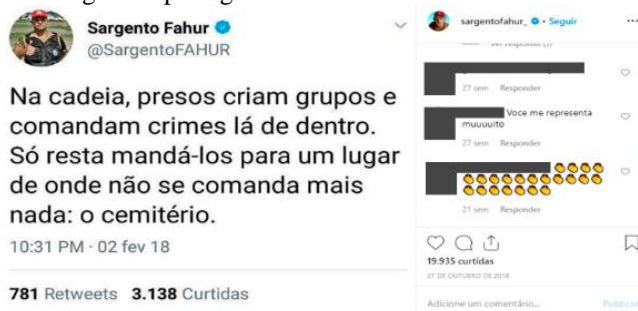 Sargento Fahur
@SargentoFAHUR
Na cadeia, presos criam grupos e
comandam crimes lá de dentro.
Só resta mandá-los para um lugar
de onde não se comanda mais
nada: o cemitério.
10:31 PM · 02 fev 18
781 Retweets 3.138 Curtidas
sargentofahur_ • Seguir
27 sem Responder
Voce me representa
muuuuito
27 sem Responder
21 sem Responder
19.935 curtidas
27 DE OUTUBRO DE 2018
Adicione um comentário... Publicar